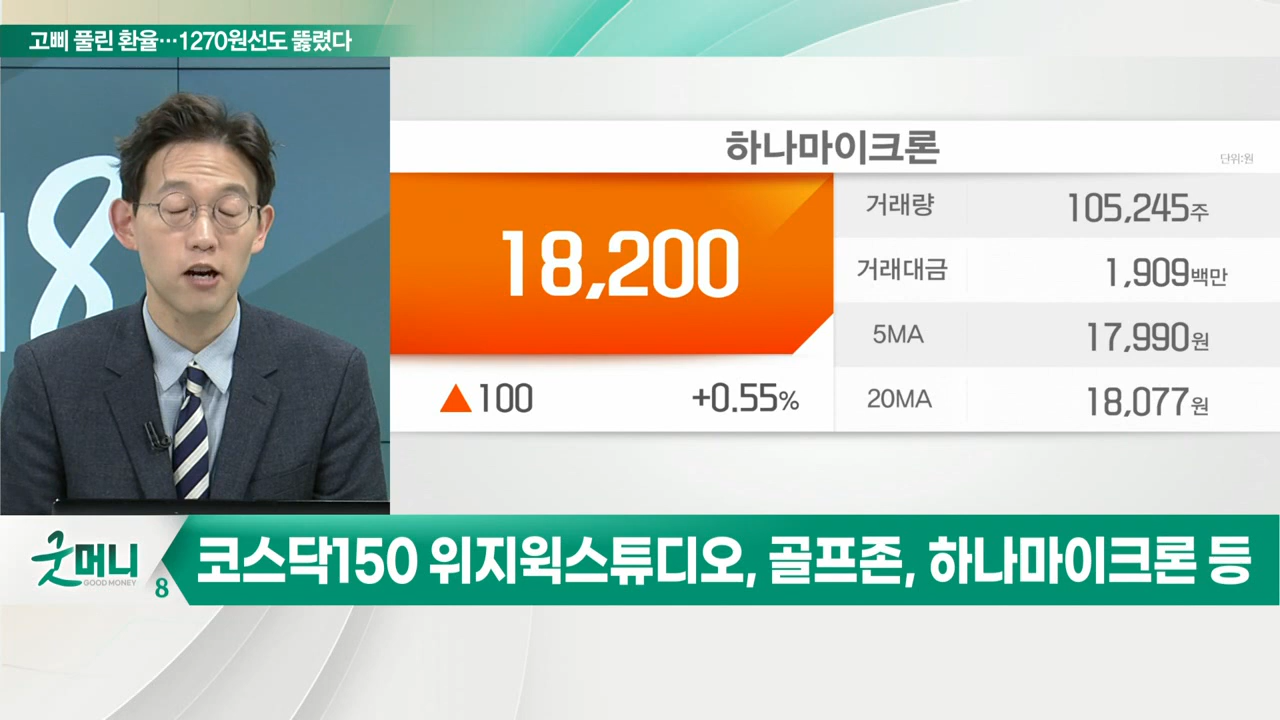 고삐 풀린 환율…1270원선도 뚫렸다
8
하나마이크론
단위:원
18,200
▲100 +0.55%
거래량 105,245주
거래대금 1,909백만
5MA 17,990원
20MA 18,077원
굿머니
GOOD MONEY
8
코스닥150 위지윅스튜디오, 골프존, 하나마이크론 등